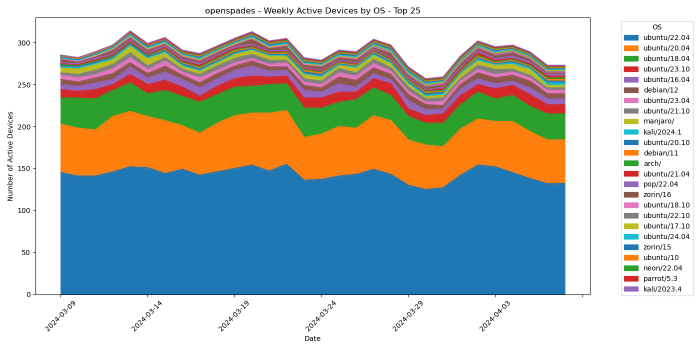 openspades - Weekly Active Devices by OS - Top 25
Number of Active Devices
300
250
200
150
100
50
0
2024-03-09
2024-03-14
2024-03-19
2024-03-24
2024-03-29
2024-04-03
Date
OS
ubuntu/22.04
ubuntu/20.04
ubuntu/18.04
ubuntu/23.10
ubuntu/16.04
debian/12
ubuntu/23.04
ubuntu/21.10
manjaro/
kali/2024.1
ubuntu/20.10
debian/11
arch/
ubuntu/21.04
pop/22.04
zorin/16
ubuntu/18.10
ubuntu/22.10
ubuntu/17.10
ubuntu/24.04
zorin/15
ubuntu/10
neon/22.04
parrot/5.3
kali/2023.4